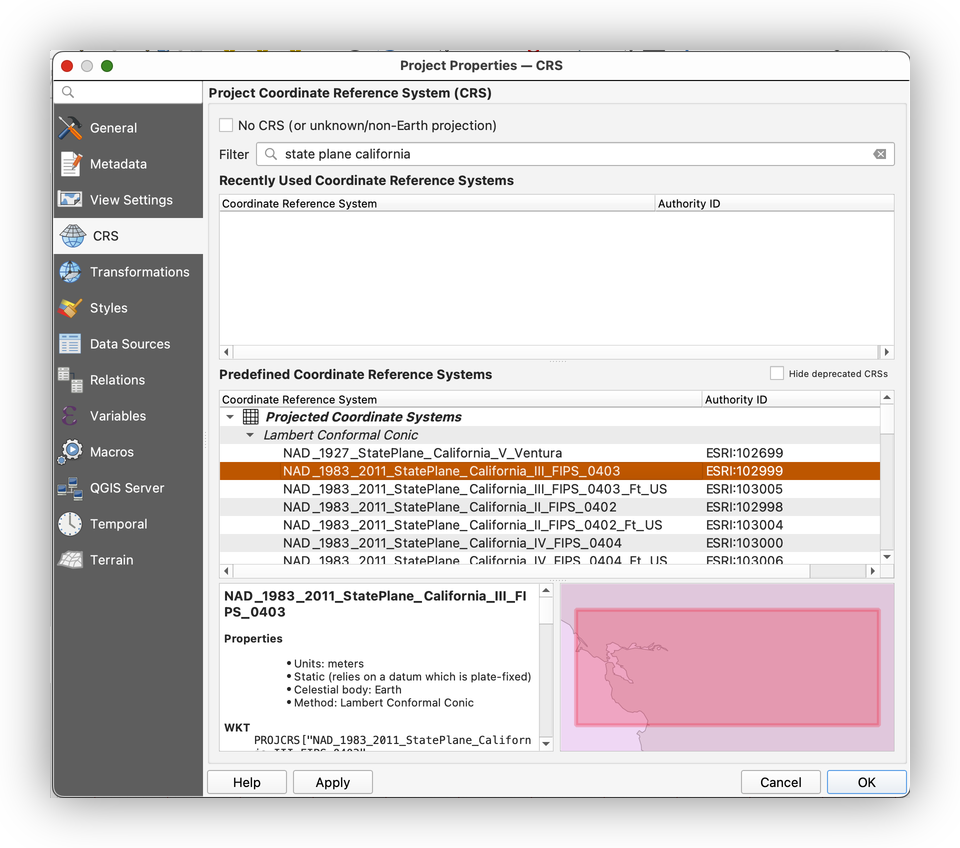 Project Properties — CRS
Project Coordinate Reference System (CRS)
General
Metadata
View Settings
CRS
Transformations
Styles
Data Sources
Relations
Variables
Macros
QGIS Server
Temporal
Terrain
No CRS (or unknown/non-Earth projection)
Filter state plane california
Recently Used Coordinate Reference Systems
Coordinate Reference System Authority ID
Predefined Coordinate Reference Systems Hide deprecated CRSs
Coordinate Reference System Authority ID
Projected Coordinate Systems
Lambert Conformal Conic
NAD_1927_StatePlane_California_V_Ventura ESRI:102699
NAD_1983_2011_StatePlane_California_III_FIPS_0403 ESRI:102999
NAD_1983_2011_StatePlane_California_III_FIPS_0403_Ft_US ESRI:103005
NAD_1983_2011_StatePlane_California_II_FIPS_0402 ESRI:102998
NAD_1983_2011_StatePlane_California_II_FIPS_0402_Ft_US ESRI:103004
NAD_1983_2011_StatePlane_California_IV_FIPS_0404 ESRI:103000
NAD_1983_2011_StatePlane_California_IV_FIPS_0404_Ft_US ESRI:103006
NAD_1983_2011_StatePlane_California_III_FI
PS_0403
Properties
• Units: meters
• Static (relies on a datum which is plate-fixed)
• Celestial body: Earth
• Method: Lambert Conformal Conic
WKT
PROJCRS["NAD_1983_2011_StatePlane_Californ
ia_III_FIPS_0403",
Help Apply Cancel OK